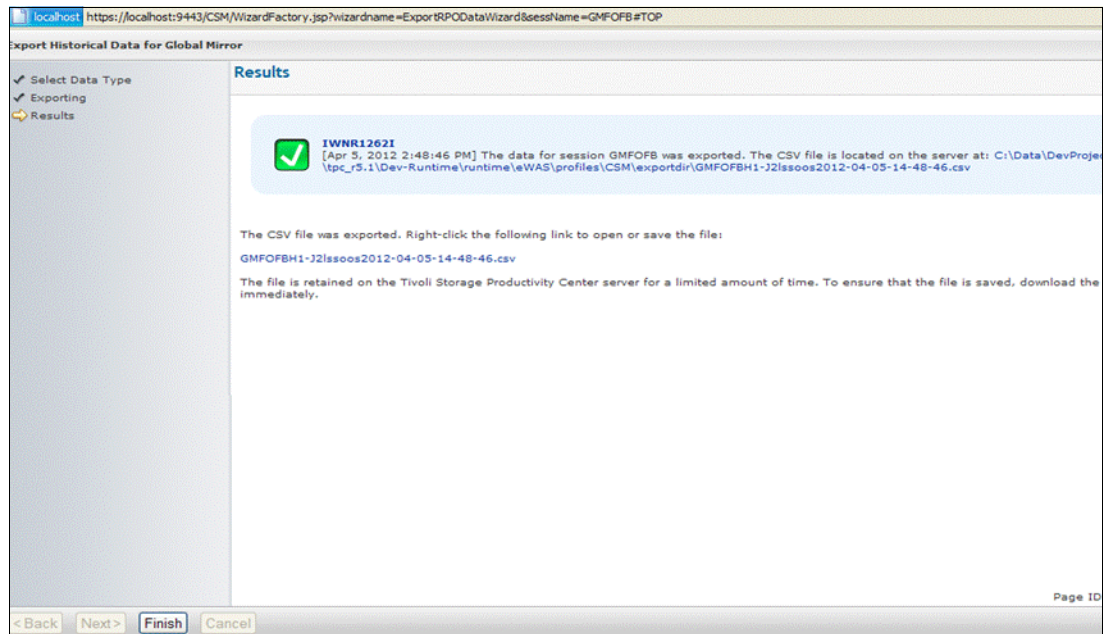 localhost https://localhost:9443/CSM/WizardFactory.jsp?wizardname=ExportRPODataWizard&sessName=GMFOFB#TOP
Export Historical Data for Global Mirror
Select Data Type
Exporting
Results
Results
IWNR1262I
[Apr 5, 2012 2:48:46 PM] The data for session GMFOFB was exported. The CSV file is located on the server at: C:\Data\DevProje
\tpc_r5.1\Dev-Runtime\runtime\eWAS\profiles\CSM\exportdir\GMFOFBH1-J2lssoos2012-04-05-14-48-46.csv
The CSV file was exported. Right-click the following link to open or save the file:
GMFOFBH1-J2lssoos2012-04-05-14-48-46.csv
The file is retained on the Tivoli Storage Productivity Center server for a limited amount of time. To ensure that the file is saved, download the
immediately.
Page ID
< Back Next > Finish Cancel